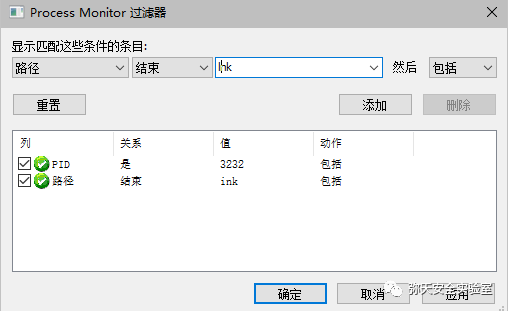 Process Monitor 过滤器
显示匹配这些条件的条目:
路径 结束 lnk 然后 包括
重置 添加 删除
列 关系 值 动作
PID 是 3232 包括
路径 结束 ink 包括
确定 取消 应用
弥天安全实验室